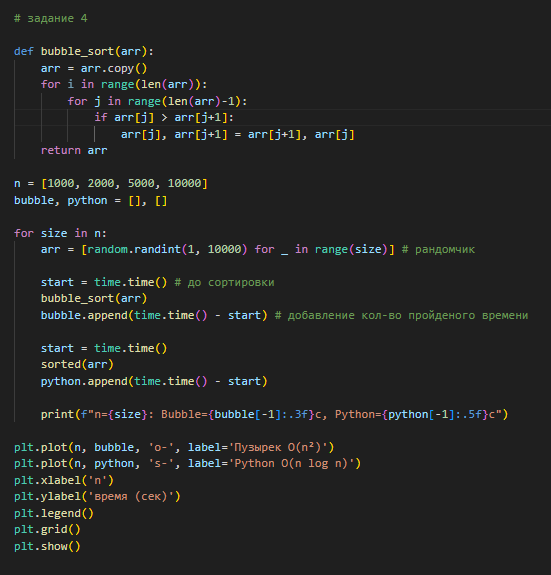 # задание 4
def bubble_sort(arr):
    arr = arr.copy()
    for i in range(len(arr)):
        for j in range(len(arr)-1):
            if arr[j] > arr[j+1]:
                arr[j], arr[j+1] = arr[j+1], arr[j]
    return arr
n = [1000, 2000, 5000, 10000]
bubble, python = [], []
for size in n:
    arr = [random.randint(1, 10000) for _ in range(size)] # рандомчик
    start = time.time() # до сортировки
    bubble_sort(arr)
    bubble.append(time.time() - start) # добавление кол-во пройденого времени
    start = time.time()
    sorted(arr)
    python.append(time.time() - start)
    print(f"n={size}: Bubble={bubble[-1]:.3f}с, Python={python[-1]:.5f}с")
plt.plot(n, bubble, 'o-', label='Пузырек O(n²)')
plt.plot(n, python, 's-', label='Python O(n log n)')
plt.xlabel('n')
plt.ylabel('время (сек)')
plt.legend()
plt.grid()
plt.show()